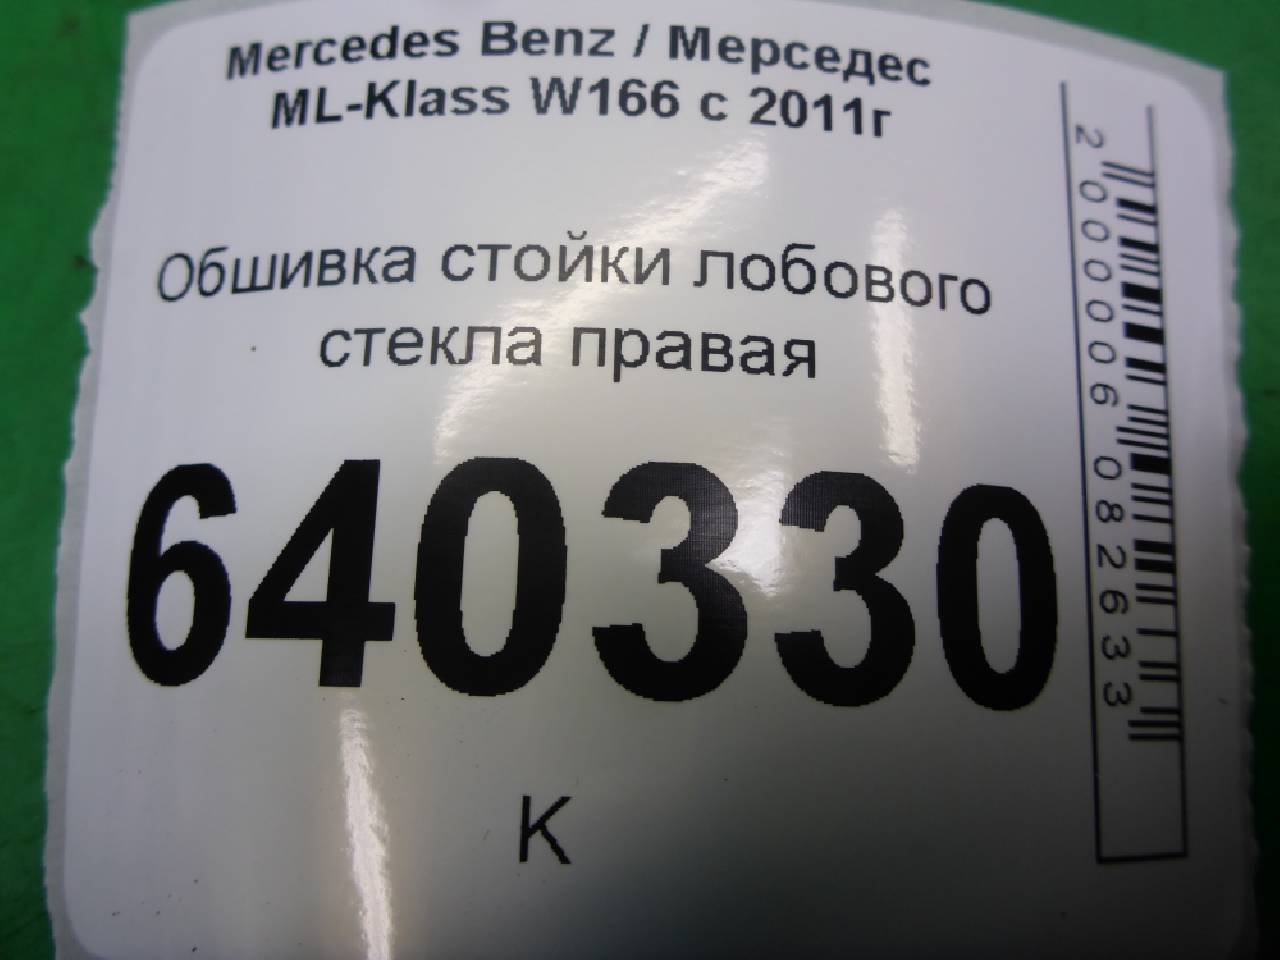 Mercedes Benz / Мерседес
ML-Klass W166 с 2011г
Обшивка стойки лобового
стекла правая
640330
К
2000006082633